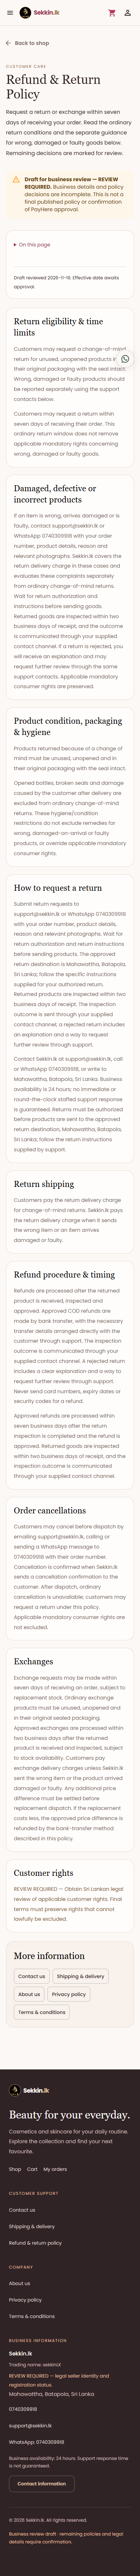 Sekkin.lk
Back to shop
CUSTOMER CARE
Refund & Return
Policy
Request a return or exchange within seven
days of receiving your order. Read the
hygiene condition and the separate guidance
for wrong, damaged or faulty goods below.
Remaining decisions are marked for review.
Draft for business review — REVIEW
REQUIRED. Business details and policy
decisions are incomplete. This is not a
final published policy or confirmation
of PayHere approval.
On this page
Draft reviewed 2025-11-19. Effective date awaits
approval.
Return eligibility & time
limits
Customers may request a change-of-mind
return for unused, unopened products in
their original packaging with the seal intact.
Wrong, damaged or faulty products should
be reported separately using the support
contacts below.
Customers may request a return within
seven days of receiving their order. This
ordinary return window does not remove
applicable mandatory rights concerning
wrong, damaged or faulty goods.
Damaged, defective or
incorrect products
If an item is wrong, arrives damaged or is
faulty, contact support@sekkin.lk or
WhatsApp 0740309918 with your order
number, product details, reason and
relevant photographs. Sekkin.lk covers the
return delivery charge in these cases and
evaluates these complaints separately
from ordinary change-of-mind returns.
Wait for return authorization and
instructions before sending goods.
Returned goods are inspected within two
business days of receipt and the outcome
is communicated through your supplied
contact channel. If a return is rejected, you
receive an explanation and a way to
request further review through the
support contacts. Applicable mandatory
consumer rights are preserved.
Product condition, packaging
& hygiene
Products returned because of a change of
mind must be unused, unopened and in
their original packaging with the seal intact.
Opened bottles, broken seals and damage
caused by the customer after delivery are
excluded from ordinary change-of-mind
returns. These hygiene/condition
restrictions do not exclude remedies for
wrong, damaged-on-arrival or faulty
products, or override applicable mandatory
consumer rights.
How to request a return
Submit return requests to
support@sekkin.lk or WhatsApp 0740309918
with your order number, product details,
reason and relevant photographs. Wait for
return authorization and return instructions
before sending products. The approved
return destination is Mahawaththa, Batapola,
Sri Lanka; follow the specific instructions
supplied for your authorized return.
Returned products are inspected within two
business days of receipt. The inspection
outcome is sent through your supplied
contact channel; a rejected return includes
an explanation and a way to request
further review through support.
Contact Sekkin.lk at support@sekkin.lk, call
or WhatsApp 0740309918, or write to
Mahawaththa, Batapola, Sri Lanka. Business
availability is 24 hours; no immediate or
round-the-clock staffed support response
is guaranteed. Returns must be authorized
before products are sent to the approved
return destination, Mahawaththa, Batapola,
Sri Lanka; follow the return instructions
supplied by support.
Return shipping
Customers pay the return delivery charge
for change-of-mind returns. Sekkin.lk pays
the return delivery charge when it sends
the wrong item or an item arrives
damaged or faulty.
Refund procedure & timing
Refunds are processed after the returned
product is received, inspected and
approved. Approved COD refunds are
made by bank transfer, with the necessary
transfer details arranged directly with the
customer through support. The inspection
outcome is communicated through your
supplied contact channel. A rejected return
includes a clear explanation and a way to
request further review through support.
Never send card numbers, expiry dates or
security codes for a refund.
Approved refunds are processed within
seven business days after the return
inspection is completed and the refund is
approved. Returned goods are inspected
within two business days of receipt, and the
inspection outcome is communicated
through your supplied contact channel.
Order cancellations
Customers may cancel before dispatch by
emailing support@sekkin.lk, calling or
sending a WhatsApp message to
0740309918 with their order number.
Cancellation is confirmed when Sekkin.lk
sends a cancellation confirmation to the
customer. After dispatch, ordinary
cancellation is unavailable; customers may
request a return under this policy.
Applicable mandatory consumer rights are
not excluded.
Exchanges
Exchange requests may be made within
seven days of receiving an order, subject to
replacement stock. Ordinary exchange
products must be unused, unopened and
in their original sealed packaging.
Approved exchanges are processed within
two business days after the returned
product is received and inspected, subject
to stock availability. Customers pay
exchange delivery charges unless Sekkin.lk
sent the wrong item or the product arrived
damaged or faulty. Any additional price
difference must be settled before
replacement dispatch. If the replacement
costs less, the approved price difference is
refunded by the bank-transfer method
described in this policy.
Customer rights
REVIEW REQUIRED — Obtain Sri Lankan legal
review of applicable customer rights. Final
terms must preserve rights that cannot
lawfully be excluded.
More information
Contact us
Shipping & delivery
About us
Privacy policy
Terms & conditions
Sekkin.lk
Beauty for your everyday.
Cosmetics and skincare for your daily routine.
Explore the collection and find your next
favourite.
Shop Cart My orders
CUSTOMER SUPPORT
Contact us
Shipping & delivery
Refund & return policy
COMPANY
About us
Privacy policy
Terms & conditions
BUSINESS INFORMATION
Sekkin.lk
Trading name: sekkinLK
REVIEW REQUIRED — legal seller identity and
registration status.
Mahawaththa, Batapola, Sri Lanka
0740309918
support@sekkin.lk
WhatsApp: 0740309918
Business availability: 24 hours. Support response time
is not guaranteed.
Contact information
© 2026 Sekkin.lk. All rights reserved.
Business review draft · remaining policies and legal
details require confirmation.